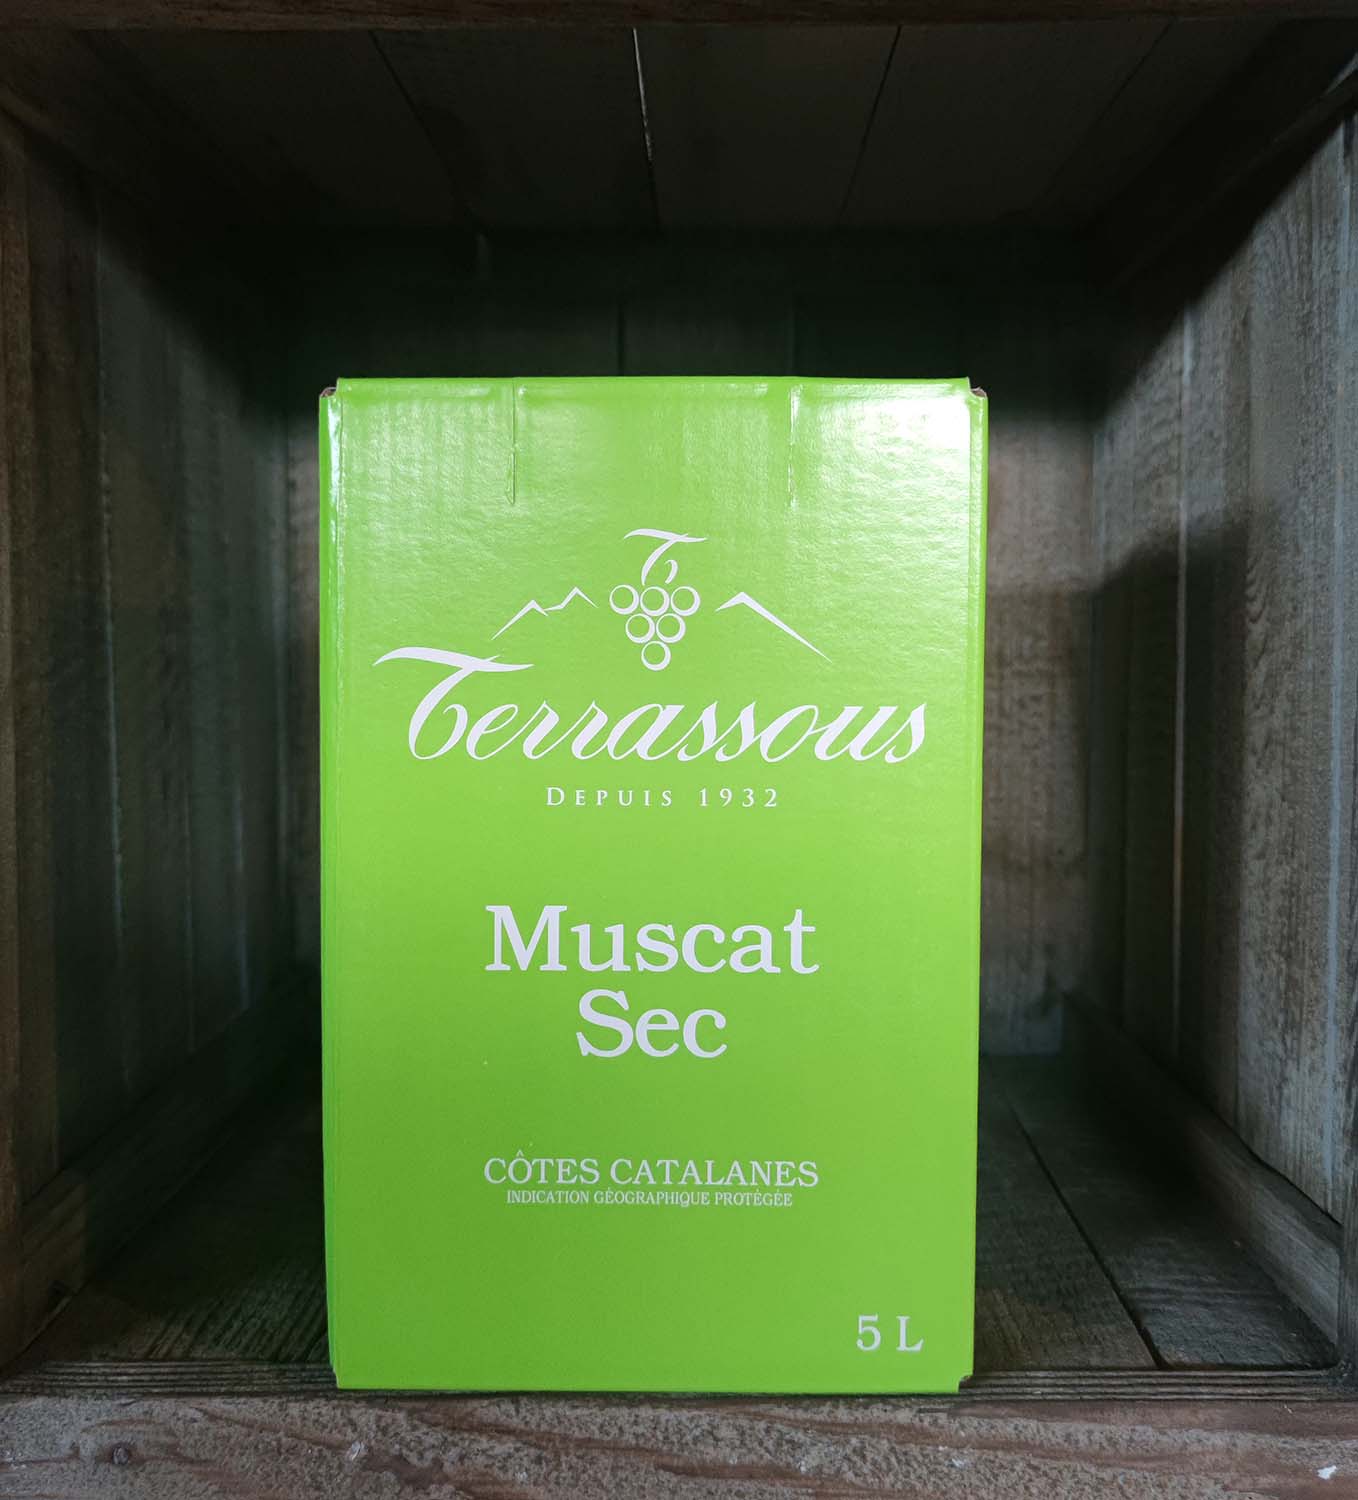 T
Terrassous
DEPUIS 1932
Muscat
Sec
CÔTES CATALANES
INDICATION GÉOGRAPHIQUE PROTÉGÉE
5 L